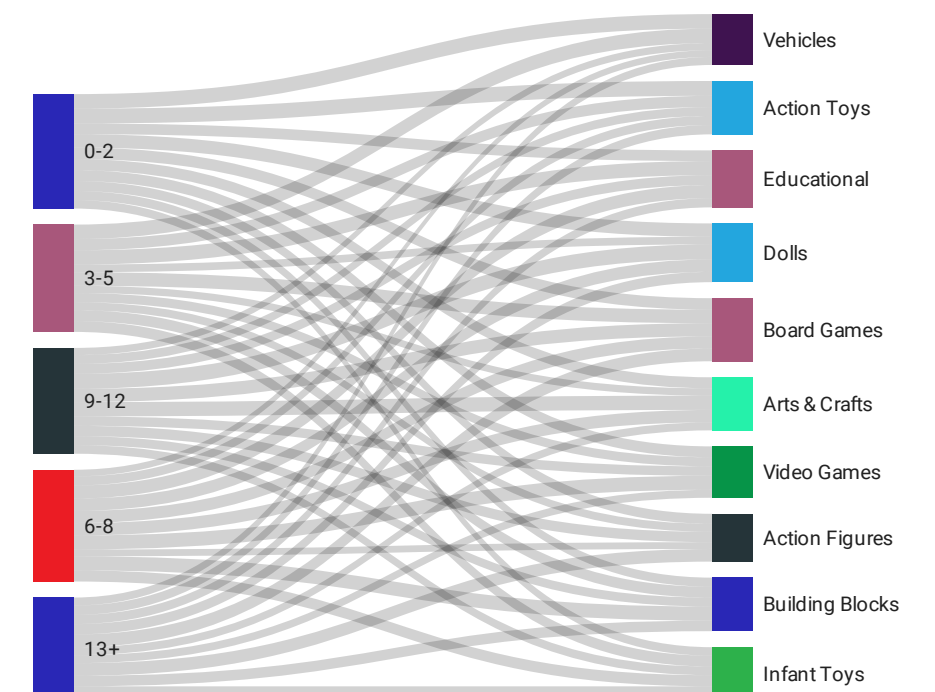 0-2
3-5
9-12
6-8
13+
Vehicles
Action Toys
Educational
Dolls
Board Games
Arts & Crafts
Video Games
Action Figures
Building Blocks
Infant Toys